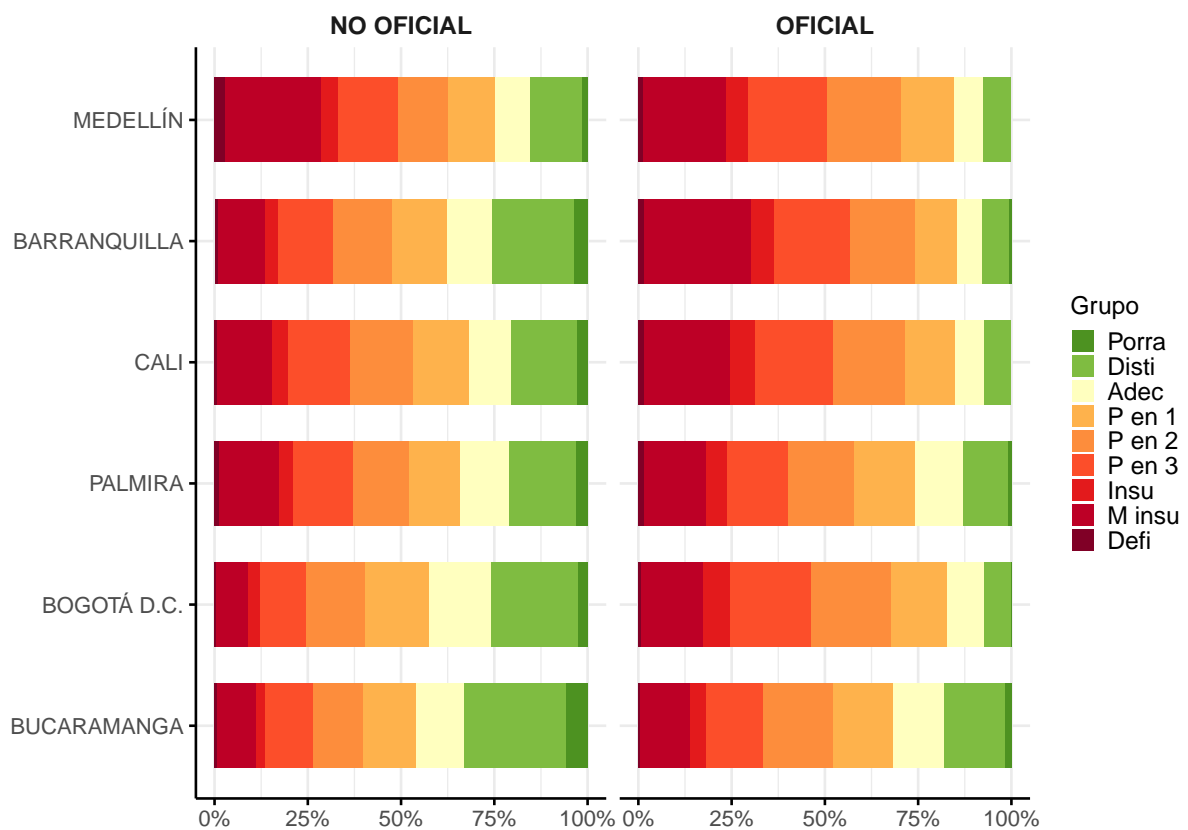 NO OFICIAL
OFICIAL
MEDELLÍN
BARRANQUILLA
CALI
PALMIRA
BOGOTÁ D.C.
BUCARAMANGA
0% 25% 50% 75% 100%
0% 25% 50% 75% 100%
Grupo
Porra
Disti
Adec
P en 1
P en 2
P en 3
Insu
M insu
Defi